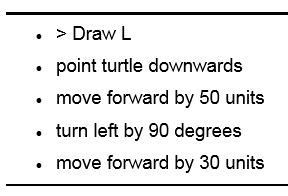 • > Draw L
• point turtle downwards
• move forward by 50 units
• turn left by 90 degrees
• move forward by 30 units